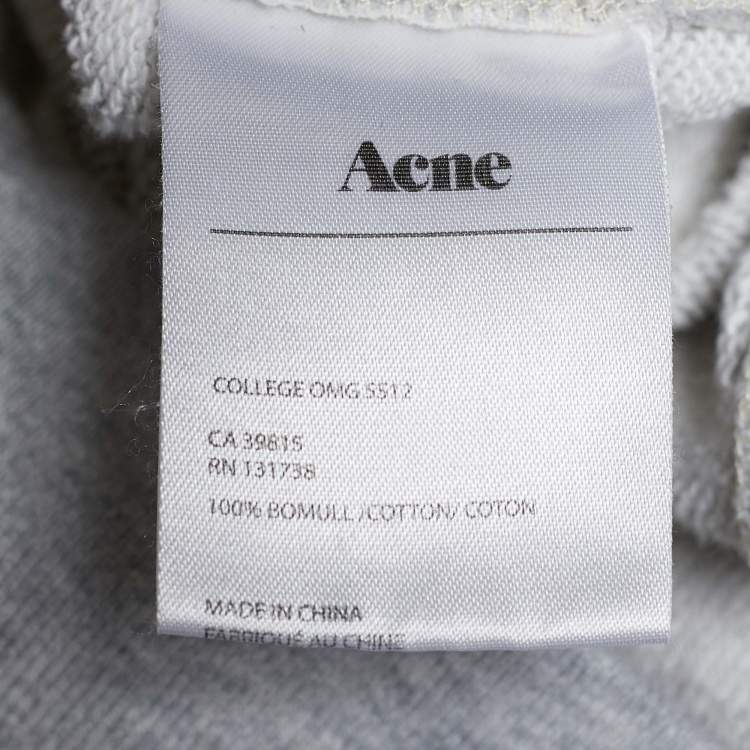 Acne
COLLEGE OMG SS12
CA 39815
RN 131738
100% BOMULL /COTTON/ COTON
MADE IN CHINA
FABRIQUÉ AU CHINE